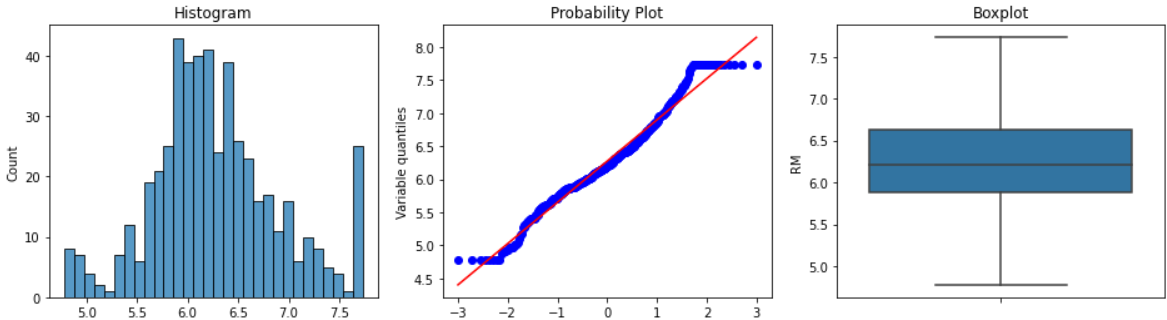 Histogram
Count
40
30
20
10
0
5.0 5.5 6.0 6.5 7.0 7.5
Probability Plot
Variable quantiles
8.0
7.5
7.0
6.5
6.0
5.5
5.0
4.5
−3 −2 −1 0 1 2 3
Boxplot
RM
7.5
7.0
6.5
6.0
5.5
5.0